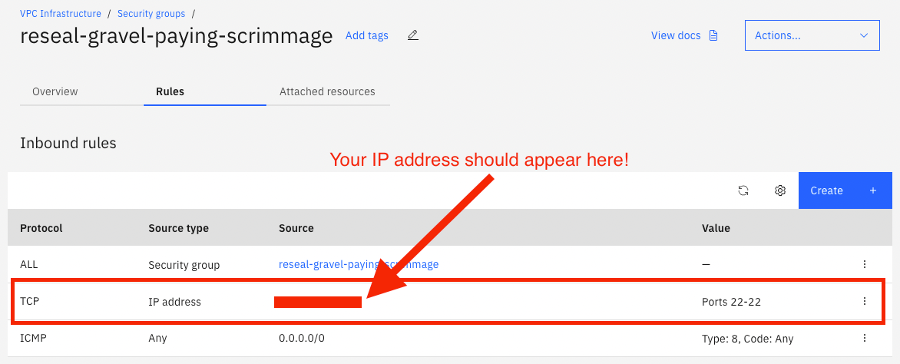 VPC Infrastructure / Security groups /
reseal-gravel-paying-scrimmage Add tags View docs Actions...
Overview Rules Attached resources
Inbound rules
Your IP address should appear here!
Create +
Protocol Source type Source Value
ALL Security group reseal-gravel-paying-scrimmage —
TCP IP address Ports 22-22
ICMP Any 0.0.0.0/0 Type: 8, Code: Any